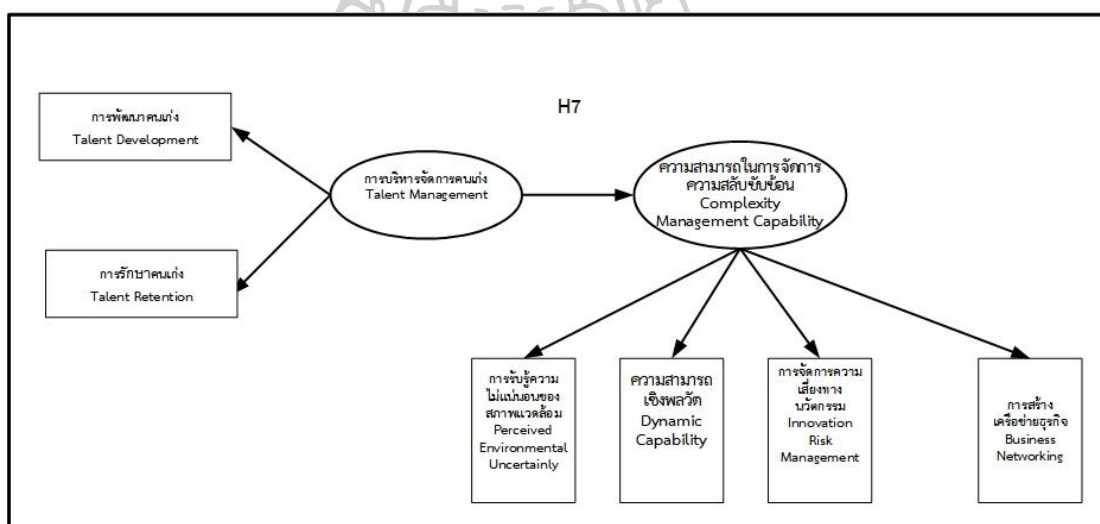 H7
การพัฒนาคนเก่ง
Talent Development
การบริหารจัดการคนเก่ง
Talent Management
ความสามารถในการจัดการ
ความสลับซับซ้อน
Complexity
Management Capability
การรักษาคนเก่ง
Talent Retention
การรับรู้ความ
ไม่แน่นอนของ
สภาพแวดล้อม
Perceived
Environmental
Uncertainly
ความสามารถ
เชิงพลวัต
Dynamic
Capability
การจัดการความ
เสี่ยงทาง
นวัตกรรม
Innovation
Risk
Management
การสร้าง
เครือข่ายธุรกิจ
Business
Networking